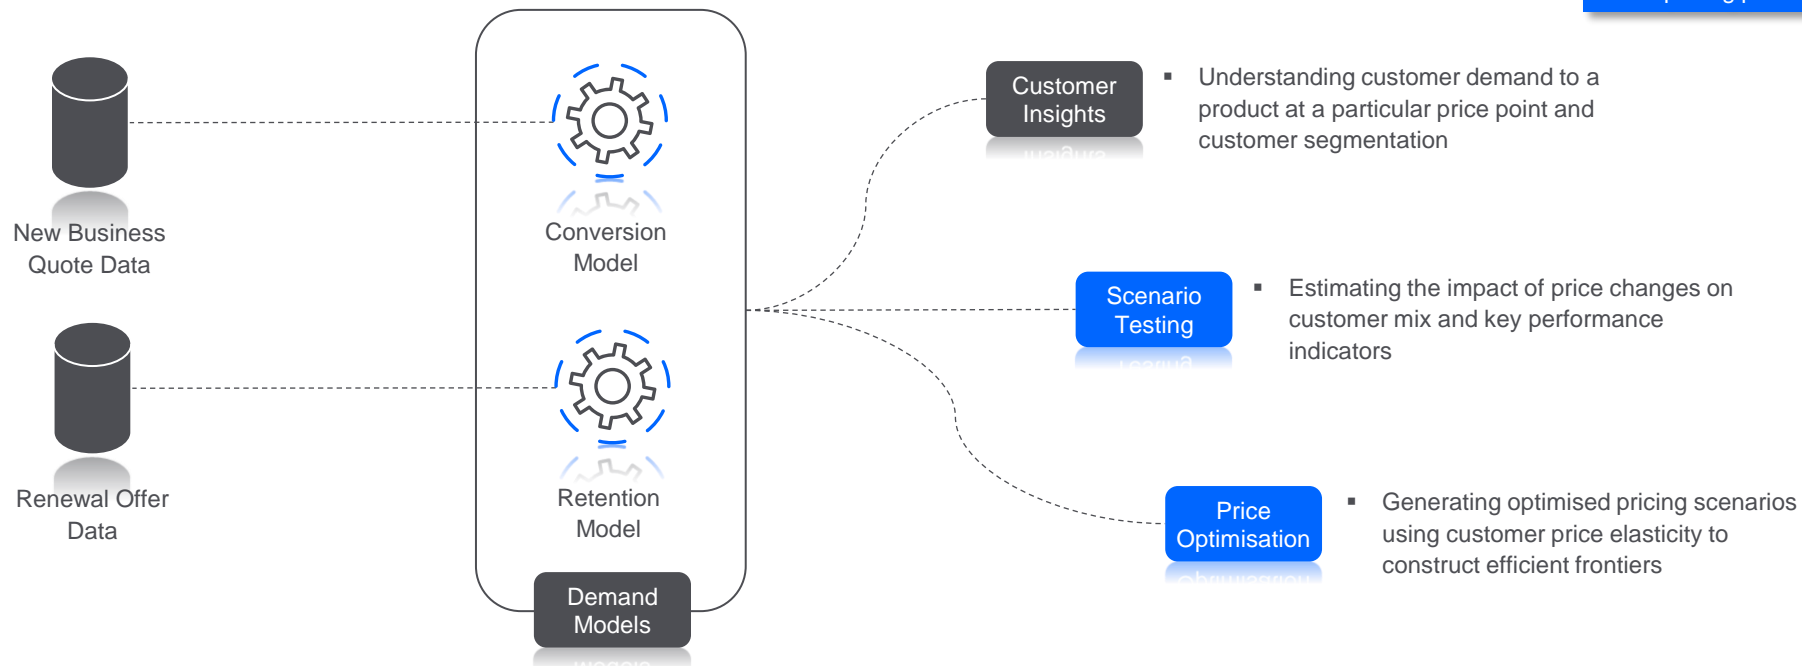 New Business
Quote Data
Renewal Offer
Data
Conversion
Model
Retention
Model
Demand
Models
Customer
Insights
▪ Understanding customer demand to a
product at a particular price point and
customer segmentation
Scenario
Testing
▪ Estimating the impact of price changes on
customer mix and key performance
indicators
Price
Optimisation
▪ Generating optimised pricing scenarios
using customer price elasticity to
construct efficient frontiers